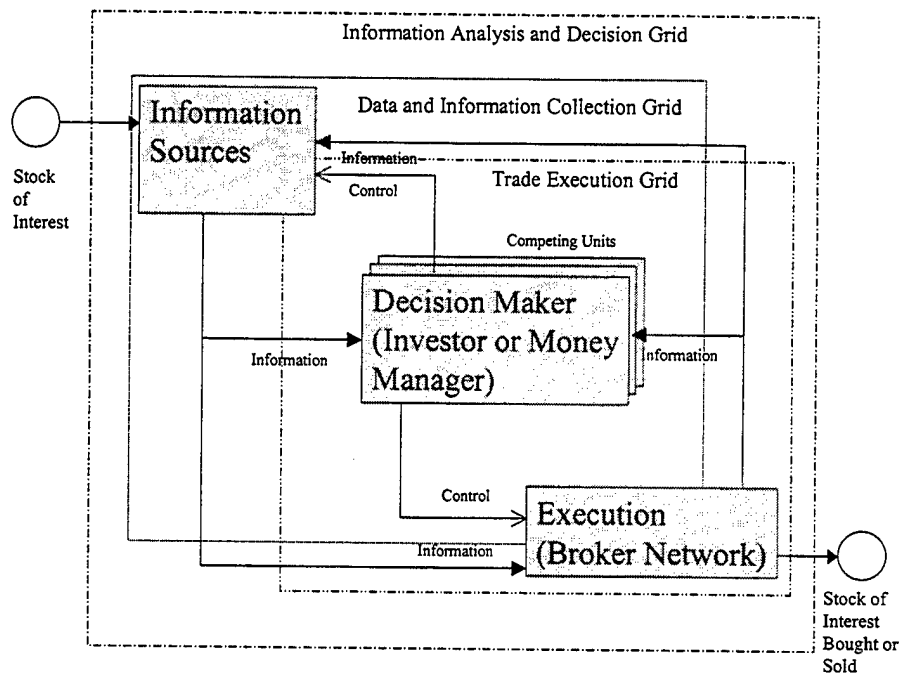 Information Analysis and Decision Grid
Information
Sources
Data and Information Collection Grid
Stock
of
Interest
Information
Control
Trade Execution Grid
Competing Units
Decision Maker
(Investor or Money
Manager)
Information
Information
Control
Execution
(Broker Network)
Information
Stock of
Interest
Bought or
Sold